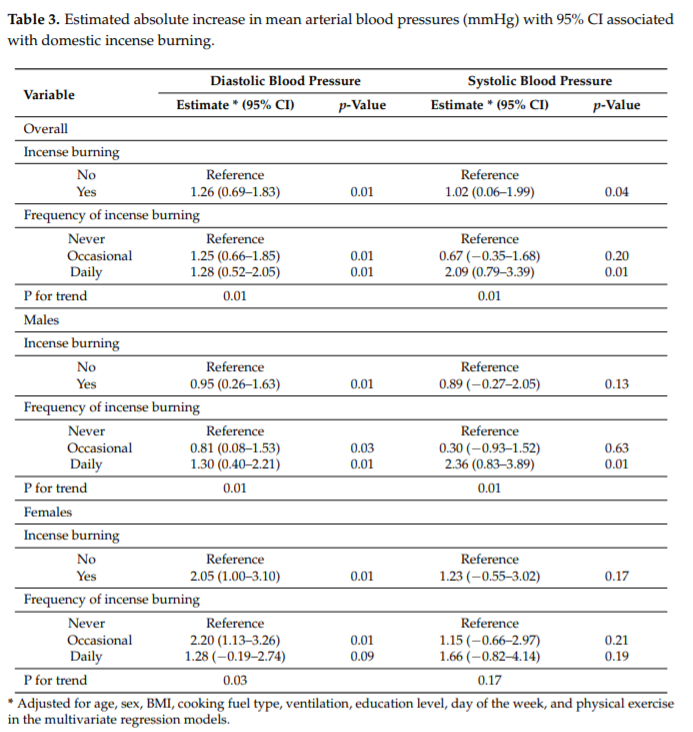 Table 3. Estimated absolute increase in mean arterial blood pressures (mmHg) with 95% CI associated
with domestic incense burning.
Variable Diastolic Blood Pressure Systolic Blood Pressure
Estimate * (95% CI) p-Value Estimate * (95% CI) p-Value
Overall
Incense burning
No Reference Reference
Yes 1.26 (0.69–1.83) 0.01 1.02 (0.06–1.99) 0.04
Frequency of incense burning
Never Reference Reference
Occasional 1.25 (0.66–1.85) 0.01 0.67 (−0.35–1.68) 0.20
Daily 1.28 (0.52–2.05) 0.01 2.09 (0.79–3.39) 0.01
P for trend 0.01 0.01
Males
Incense burning
No Reference Reference
Yes 0.95 (0.26–1.63) 0.01 0.89 (−0.27–2.05) 0.13
Frequency of incense burning
Never Reference Reference
Occasional 0.81 (0.08–1.53) 0.03 0.30 (−0.93–1.52) 0.63
Daily 1.30 (0.40–2.21) 0.01 2.36 (0.83–3.89) 0.01
P for trend 0.01 0.01
Females
Incense burning
No Reference Reference
Yes 2.05 (1.00–3.10) 0.01 1.23 (−0.55–3.02) 0.17
Frequency of incense burning
Never Reference Reference
Occasional 2.20 (1.13–3.26) 0.01 1.15 (−0.66–2.97) 0.21
Daily 1.28 (−0.19–2.74) 0.09 1.66 (−0.82–4.14) 0.19
P for trend 0.03 0.17
* Adjusted for age, sex, BMI, cooking fuel type, ventilation, education level, day of the week, and physical exercise
in the multivariate regression models.